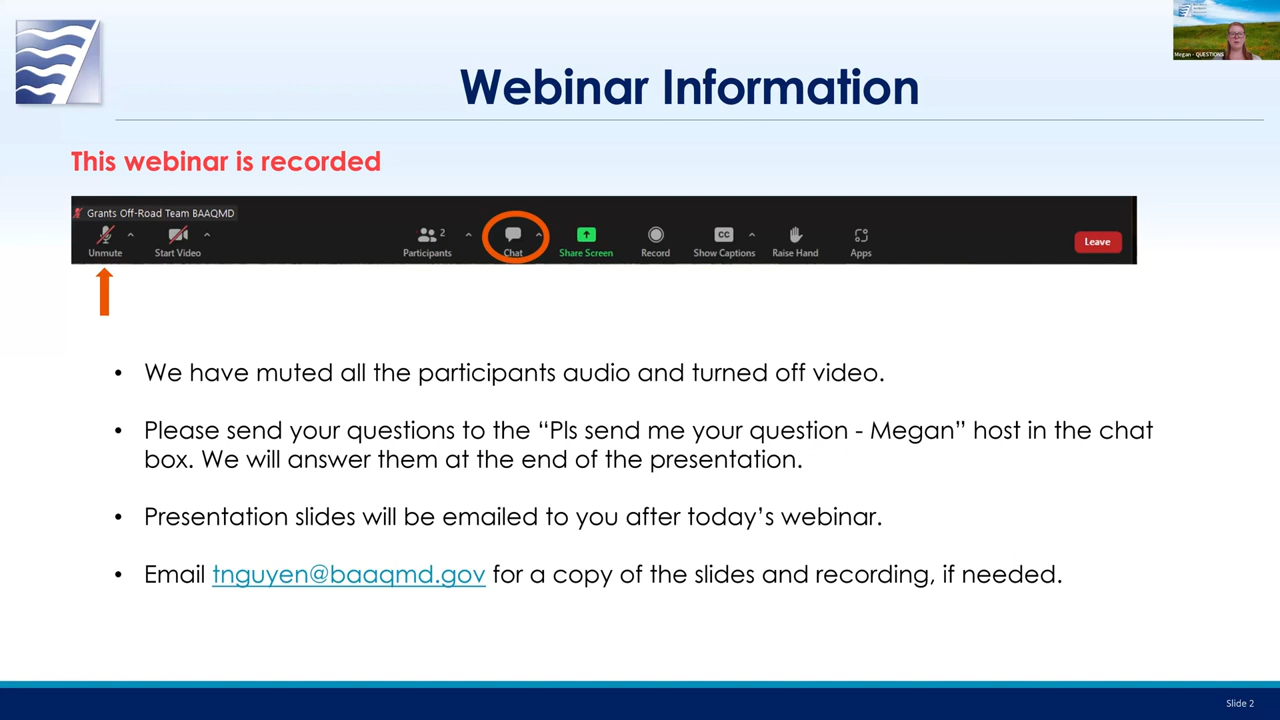 Megan - QUESTIONS
Webinar Information
This webinar is recorded
Grants Off-Road Team BAAQMD
Unmute
Start Video
Participants
2
Chat
Share Screen
Record
CC
Show Captions
Raise Hand
Apps
Leave
• We have muted all the participants audio and turned off video.
• Please send your questions to the “Pls send me your question - Megan” host in the chat
box. We will answer them at the end of the presentation.
• Presentation slides will be emailed to you after today’s webinar.
• Email tnguyen@baaqmd.gov for a copy of the slides and recording, if needed.
Slide 2